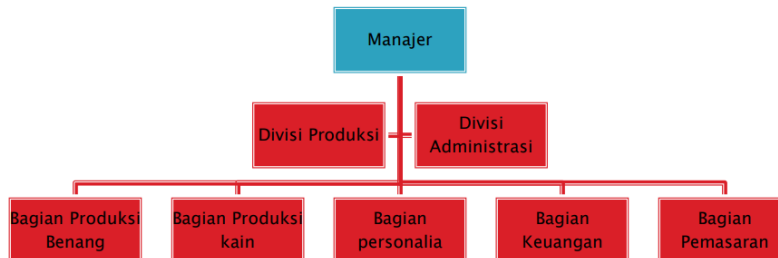 Manajer
Divisi Produksi
Divisi
Administrasi
Bagian Produksi
Benang
Bagian Produksi
kain
Bagian
personalia
Bagian
Keuangan
Bagian
Pemasaran